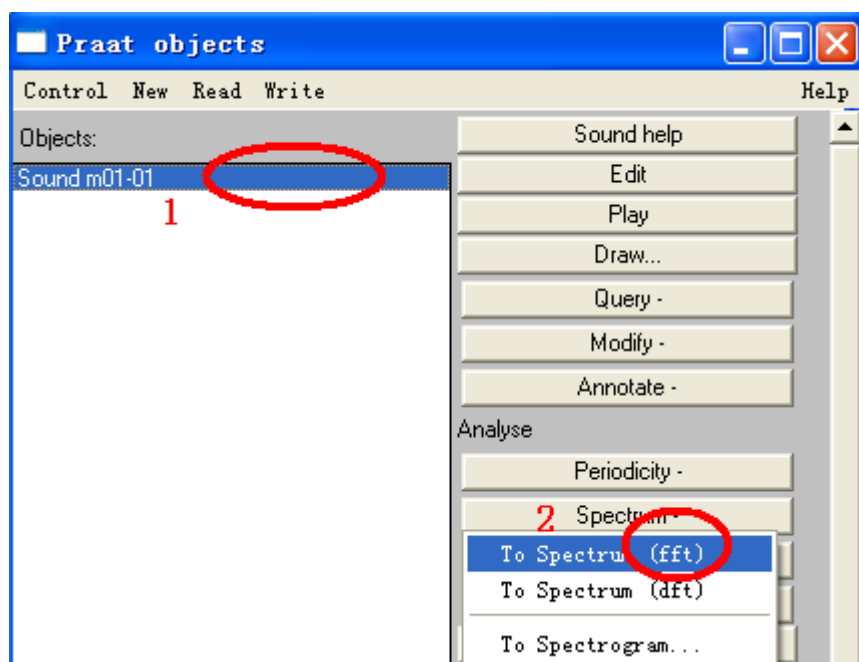 Praat objects
Control New Read Write Help
Objects:
Sound m01-01
1
Sound help
Edit
Play
Draw...
Query -
Modify -
Annotate -
Analyse
Periodicity -
2 Spectrum -
To Spectrum (fft)
To Spectrum (dft)
To Spectrogram...